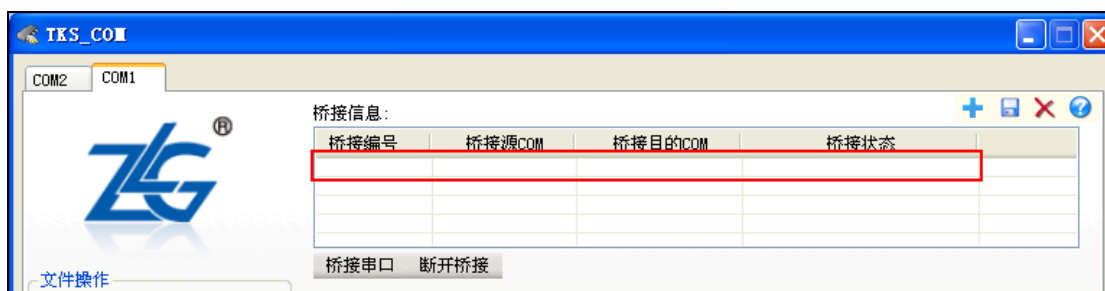 TKS_COM
COM2 COM1
桥接信息:
ZLG ®
桥接编号 桥接源COM 桥接目的COM 桥接状态
桥接串口 断开桥接
文件操作